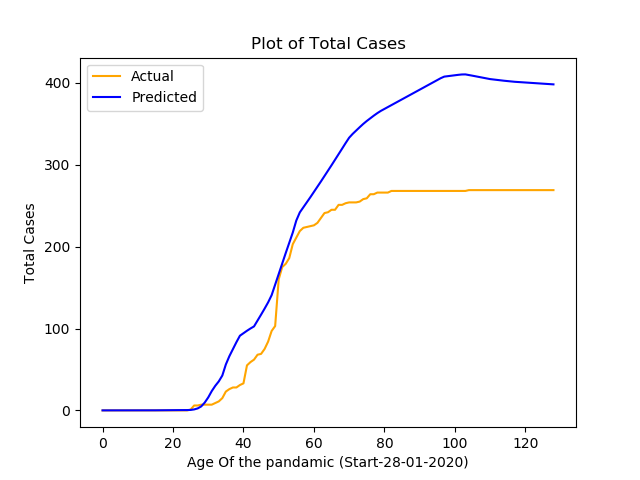 Plot of Total Cases
Actual
Predicted
400
300
200
100
0
Total Cases
0 20 40 60 80 100 120
Age Of the pandamic (Start-28-01-2020)